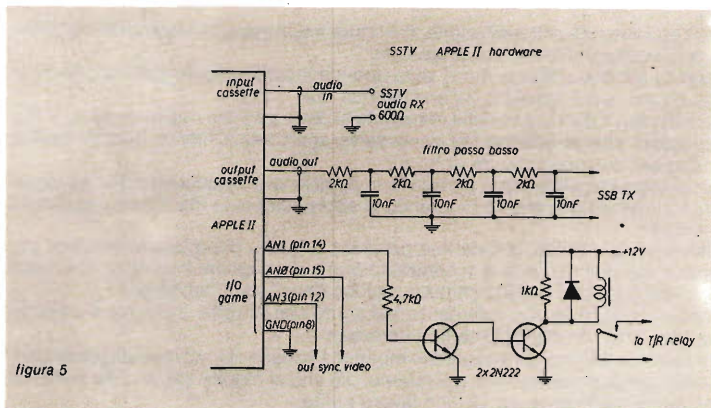 SSTV APPLE II hardware
input
cassette
audio
in
SSTV
audio RX
600Ω
filtro passa basso
output
cassette
audio out
2kΩ
2kΩ
2kΩ
2kΩ
10nF
10nF
10nF
10nF
SSB TX
APPLE II
I/O
game
AN1 (pin 14)
AN0 (pin 15)
AN3 (pin 12)
GND (pin 8)
out sync. video
4,7kΩ
+12V
1kΩ
to T/R relay
2x2N222
figura 5